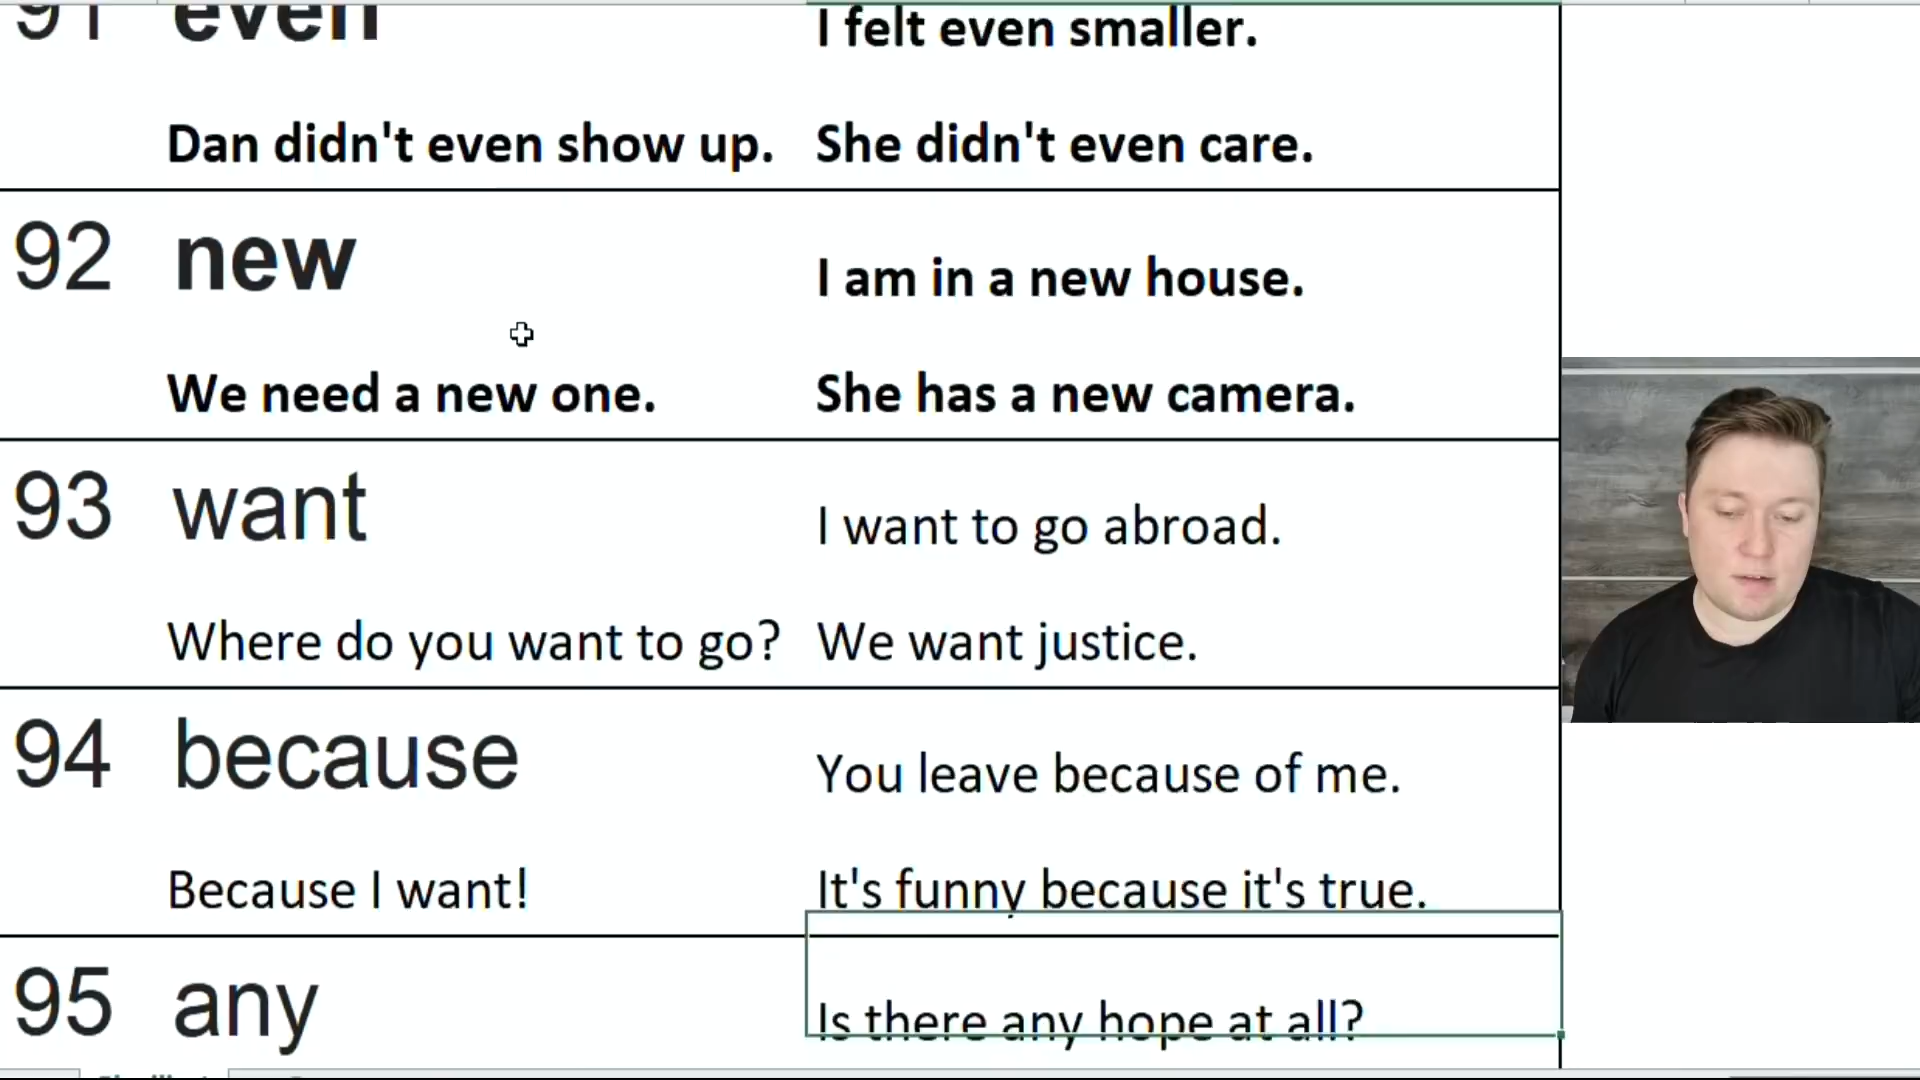 91 even I felt even smaller.
Dan didn't even show up. She didn't even care.
92 new I am in a new house.
We need a new one. She has a new camera.
93 want I want to go abroad.
Where do you want to go? We want justice.
94 because You leave because of me.
Because I want! It's funny because it's true.
95 any Is there any hope at all?